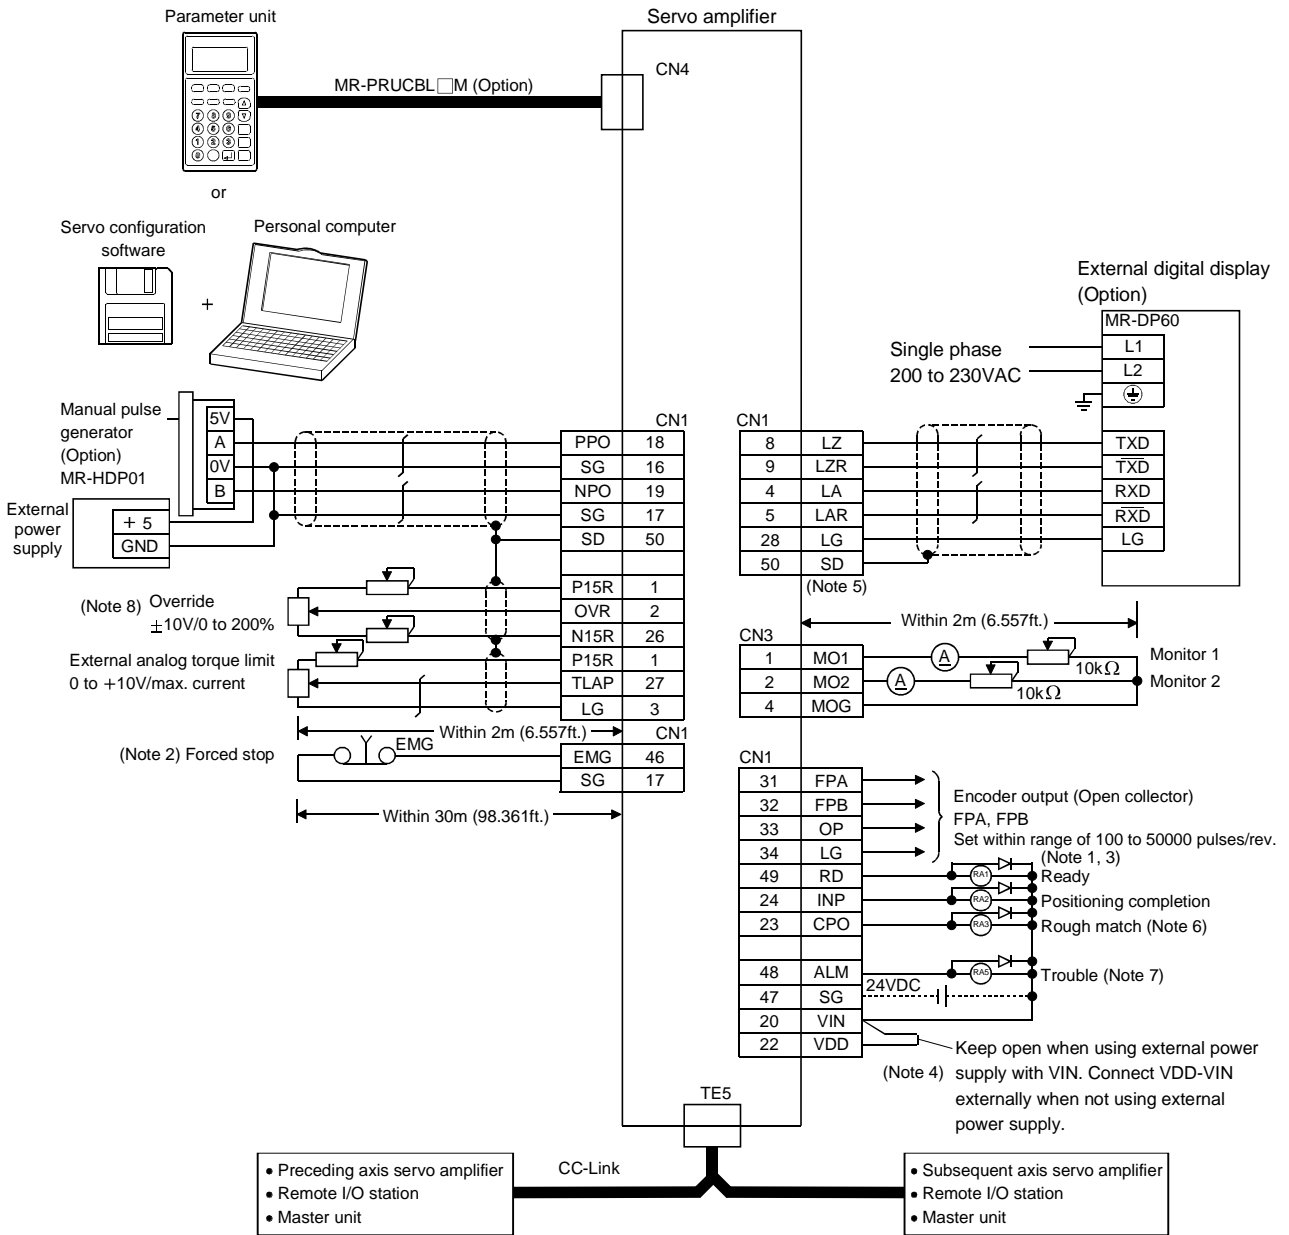 Parameter unit
Servo amplifier
CN4
MR-PRUCBL□M (Option)
or
Servo configuration
software
+
Personal computer
External digital display
(Option)
MR-DP60
Single phase
200 to 230VAC
L1
L2
Manual pulse
generator
(Option)
MR-HDP01
5V
A
0V
B
External
power
supply
+ 5
GND
CN1
PPO 18
SG 16
NPO 19
SG 17
SD 50
P15R 1
OVR 2
N15R 26
P15R 1
TLAP 27
LG 3
(Note 8) Override
±10V/0 to 200%
External analog torque limit
0 to +10V/max. current
Within 2m (6.557ft.)
CN1
(Note 2) Forced stop
EMG
EMG 46
SG 17
Within 30m (98.361ft.)
CN1
8 LZ
9 LZR
4 LA
5 LAR
28 LG
50 SD
(Note 5)
TXD
TXD
RXD
RXD
LG
Within 2m (6.557ft.)
CN3
1 MO1
2 MO2
4 MOG
A
10kΩ
Monitor 1
A
10kΩ
Monitor 2
CN1
31 FPA
32 FPB
33 OP
34 LG
49 RD
24 INP
23 CPO
48 ALM
47 SG
20 VIN
22 VDD
Encoder output (Open collector)
FPA, FPB
Set within range of 100 to 50000 pulses/rev.
(Note 1, 3)
RA1 Ready
RA2 Positioning completion
RA3 Rough match (Note 6)
RA5 Trouble (Note 7)
24VDC
(Note 4)
Keep open when using external power
supply with VIN. Connect VDD-VIN
externally when not using external
power supply.
TE5
CC-Link
• Preceding axis servo amplifier
• Remote I/O station
• Master unit
• Subsequent axis servo amplifier
• Remote I/O station
• Master unit